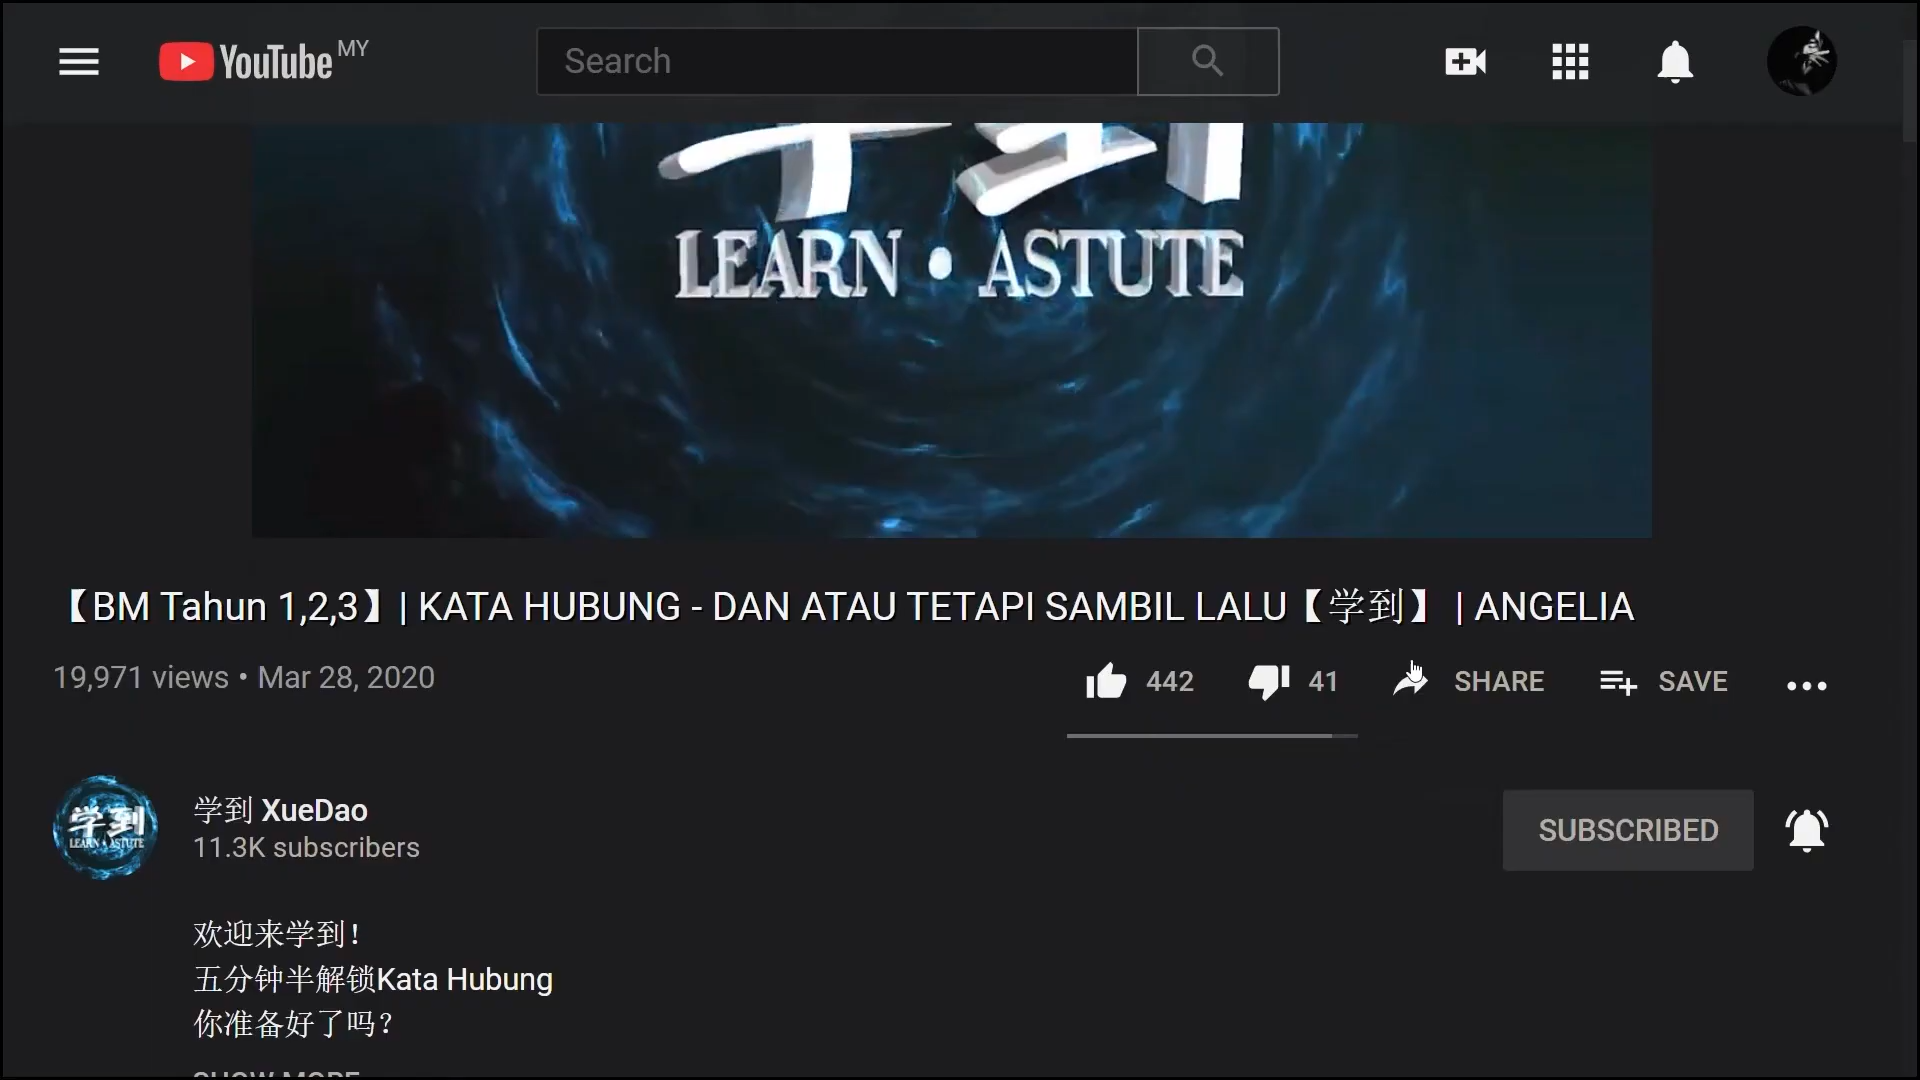 YouTube MY
Search
学到
LEARN • ASTUTE
【BM Tahun 1,2,3】| KATA HUBUNG - DAN ATAU TETAPI SAMBIL LALU【学到】 | ANGELIA
19,971 views • Mar 28, 2020
442
41
SHARE
SAVE
学到
LEARN • ASTUTE
学到 XueDao
11.3K subscribers
SUBSCRIBED
欢迎来学到！
五分钟半解锁Kata Hubung
你准备好了吗？
SHOW MORE